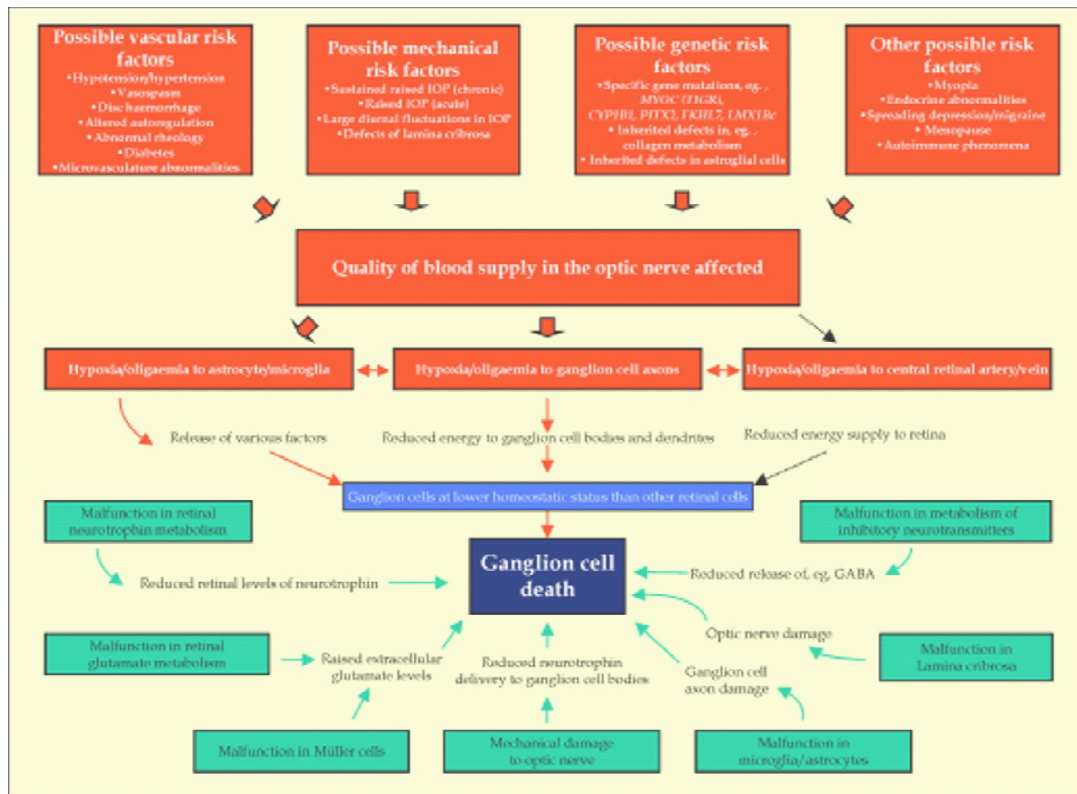 Possible vascular risk
factors
•Hypotension/hypertension
•Vasospasm
•Disc haemorrhage
•Altered autoregulation
•Abnormal rheology
•Diabetes
•Microvasculature abnormalities
Possible mechanical
risk factors
•Sustained raised IOP (chronic)
•Raised IOP (acute)
•Large diurnal fluctuations in IOP
•Defects of lamina cribrosa
Possible genetic risk
factors
•Specific gene mutations, eg. ,
MYOC (TIGR),
CYP1B1, PITX2, FKHL7, LMX1Bc
• Inherited defects in, eg. ,
collagen metabolism
• Inherited defects in astroglial cells
Other possible risk
factors
•Myopia
•Endocrine abnormalities
•Spreading depression/migraine
•Menopause
•Autoimmune phenomena
Quality of blood supply in the optic nerve affected
Hypoxia/oligaemia to astrocyte/microglia
Hypoxia/oligaemia to ganglion cell axons
Hypoxia/oligaemia to central retinal artery/vein
Release of various factors
Reduced energy to ganglion cell bodies and dendrites
Reduced energy supply to retina
Ganglion cells at lower homeostatic status than other retinal cells
Malfunction in retinal
neurotrophin metabolism
Malfunction in metabolism of
inhibitory neurotransmitters
Ganglion cell
death
Reduced retinal levels of neurotrophin
Reduced release of, eg, GABA
Optic nerve damage
Malfunction in retinal
glutamate metabolism
Raised extracellular
glutamate levels
Reduced neurotrophin
delivery to ganglion cell bodies
Ganglion cell
axon damage
Malfunction in
Lamina cribrosa
Malfunction in Müller cells
Mechanical damage
to optic nerve
Malfunction in
microglia/astrocytes